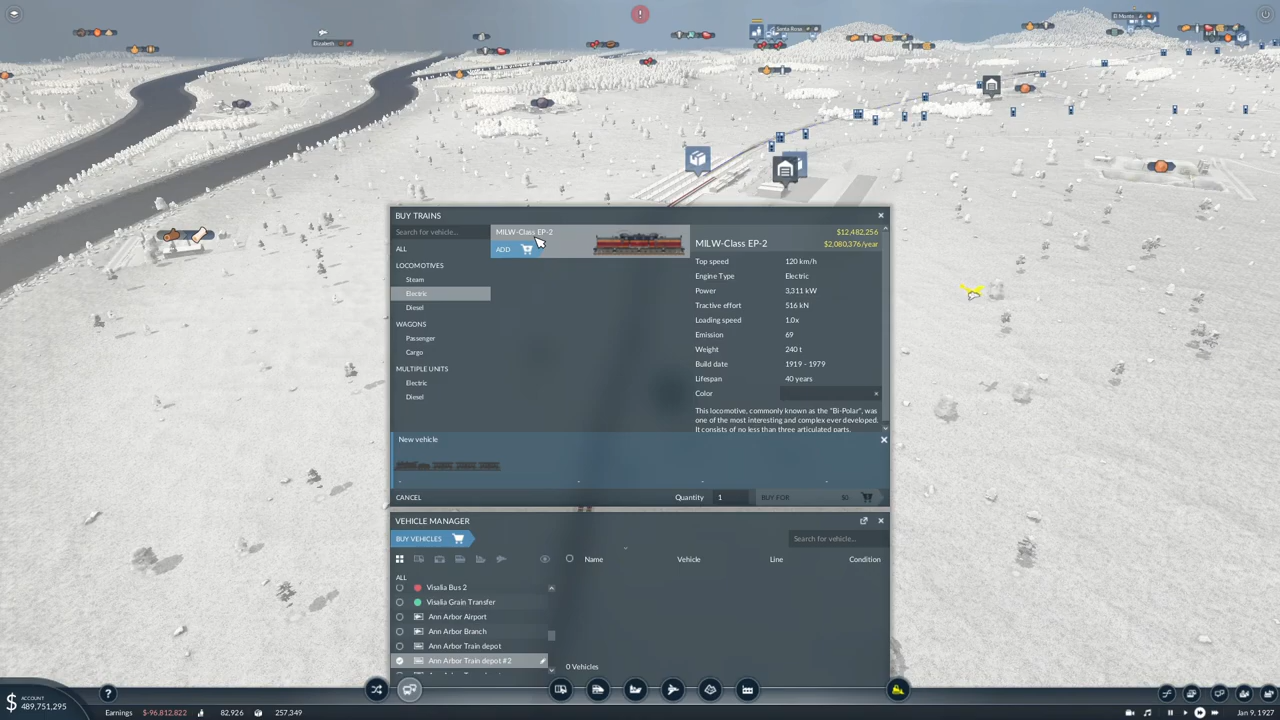 Elizabeth
Santa Rosa
El Monte
BUY TRAINS
Search for vehicle...
ALL
LOCOMOTIVES
Steam
Electric
Diesel
WAGONS
Passenger
Cargo
MULTIPLE UNITS
Electric
Diesel
MILW-Class EP-2
ADD
$12,482,256
MILW-Class EP-2
$2,080,376/year
Top speed 120 km/h
Engine Type Electric
Power 3,311 kW
Tractive effort 516 kN
Loading speed 1.0x
Emission 69
Weight 240 t
Build date 1919 - 1979
Lifespan 40 years
Color
This locomotive, commonly known as the "Bi-Polar", was
one of the most interesting and complex ever developed.
It consists of no less than three articulated parts.
New vehicle
- - - -
CANCEL Quantity 1 BUY FOR $0
VEHICLE MANAGER
BUY VEHICLES Search for vehicle...
Name Vehicle Line Condition
ALL
Visalia Bus 2
Visalia Grain Transfer
Ann Arbor Airport
Ann Arbor Branch
Ann Arbor Train depot
Ann Arbor Train depot #2
0 Vehicles
ACCOUNT
$ 489,751,295
?
Earnings $-96,812,822 82,926 257,349
Jan 9, 1927